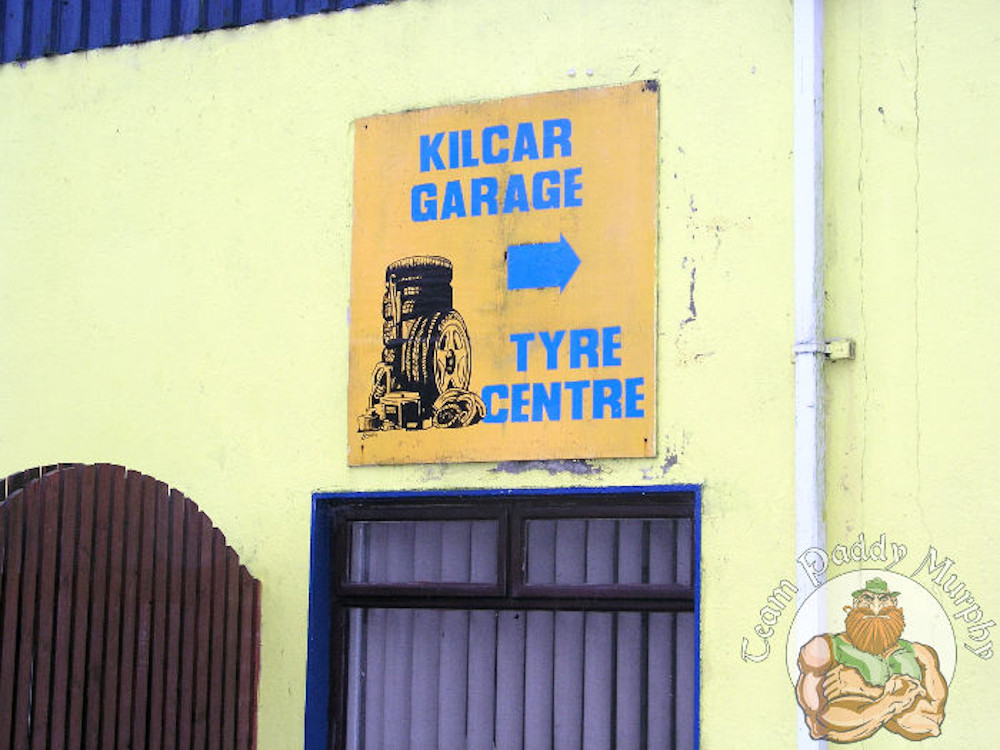 KILCAR
GARAGE
TYRE
CENTRE
Team Paddy Murphy